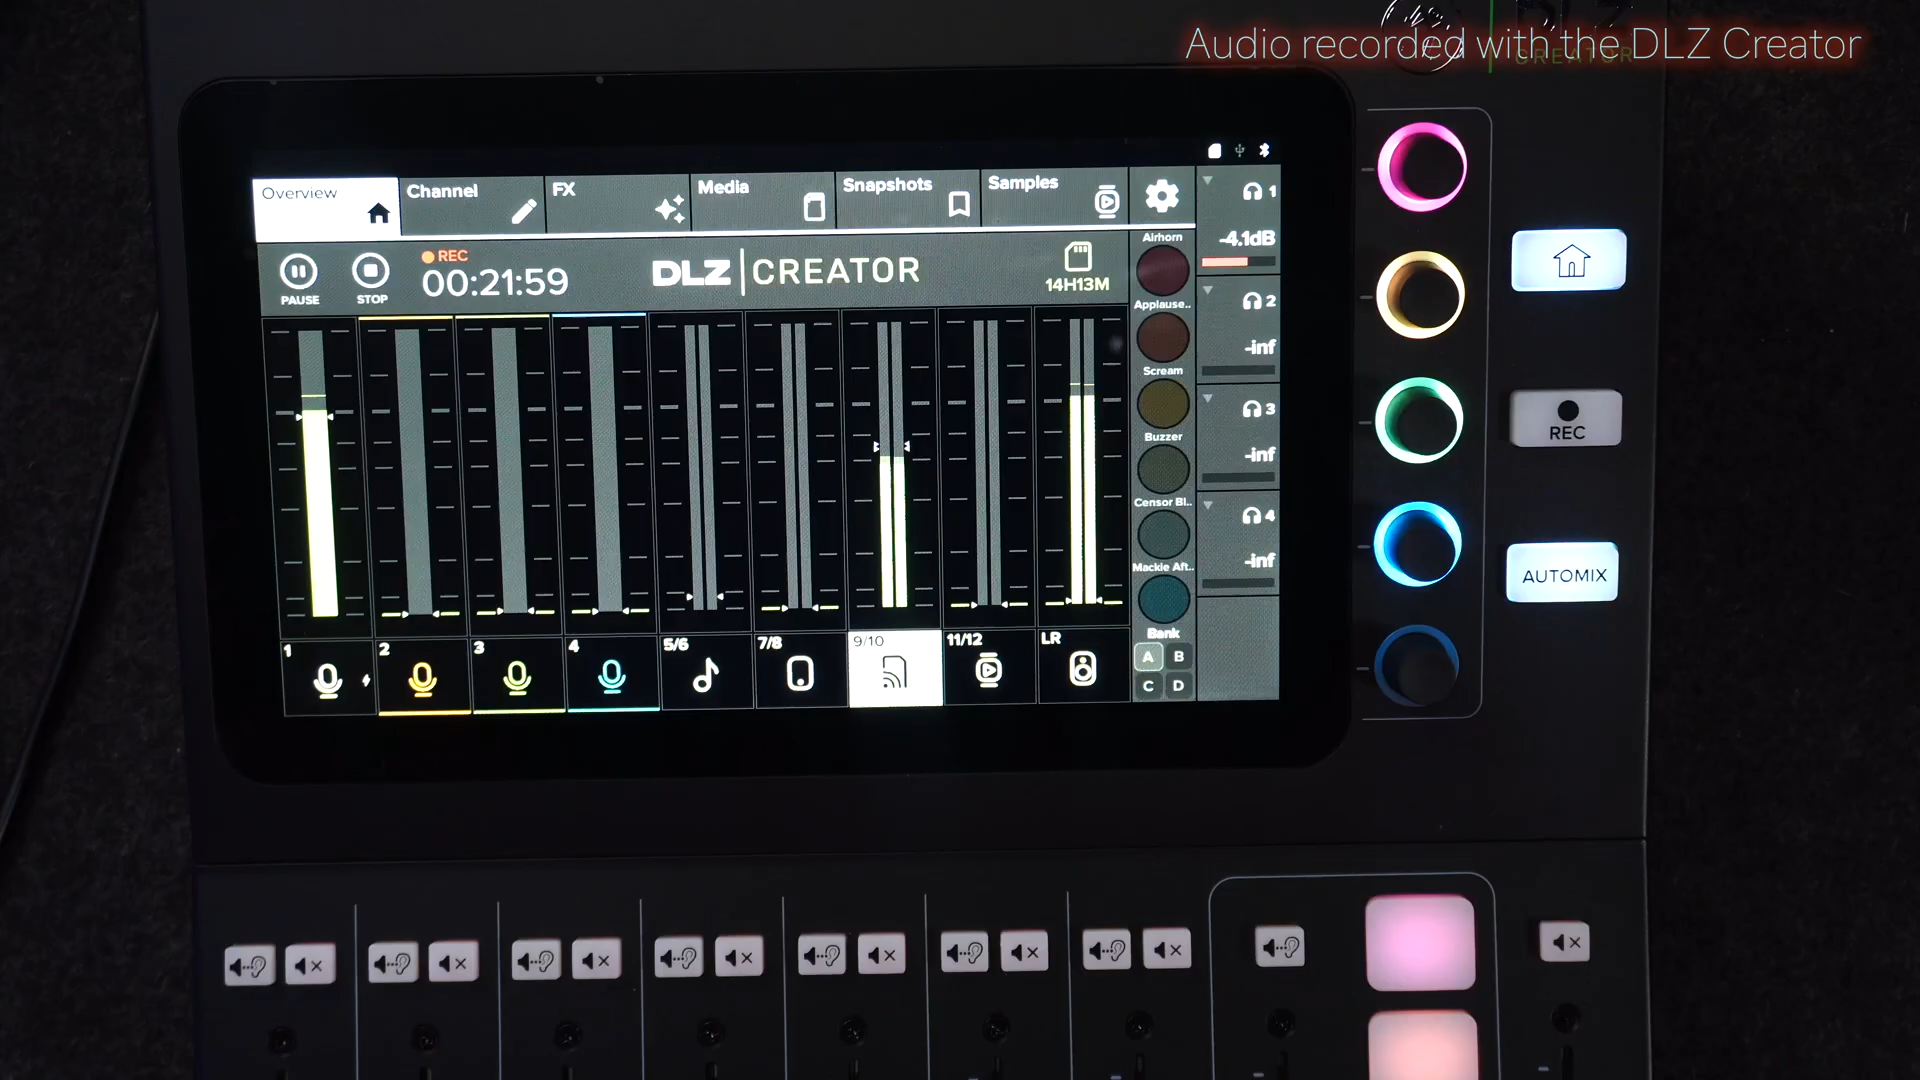 Audio recorded with the DLZ Creator
CREATOR
Overview
Channel
FX
Media
Snapshots
Samples
1
-4.1dB
2
-inf
3
-inf
4
-inf
PAUSE
STOP
REC
00:21:59
DLZ CREATOR
14H13M
Airhorn
Applause..
Scream
Buzzer
Censor Bl..
Mackie Aft..
Bank
A B
C D
1
2
3
4
5/6
7/8
9/10
11/12
LR
REC
AUTOMIX